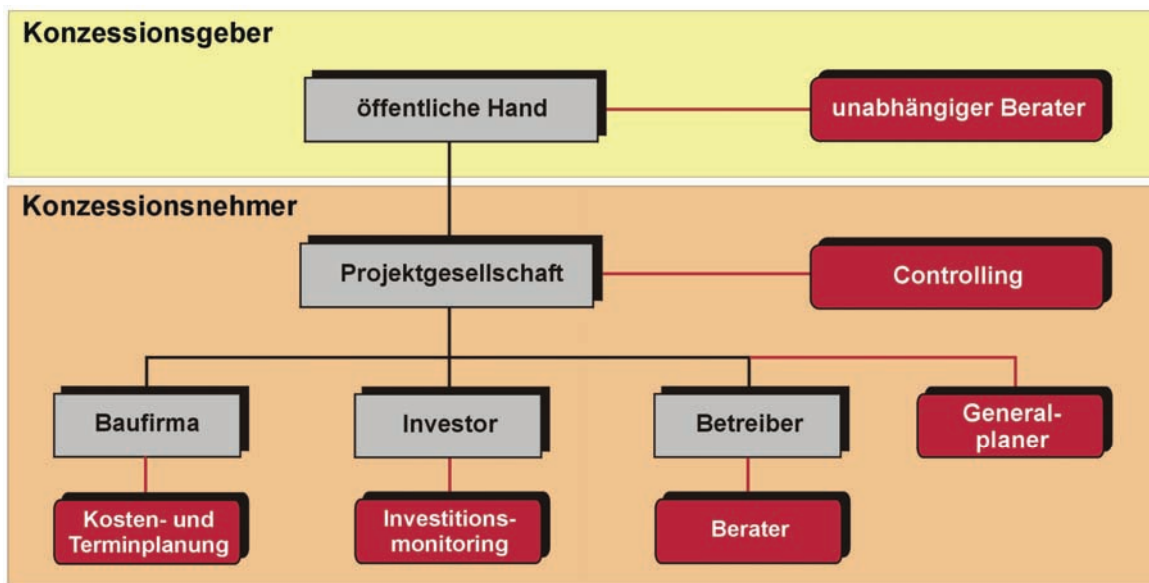 Konzessionsgeber
öffentliche Hand
unabhängiger Berater
Konzessionsnehmer
Projektgesellschaft
Controlling
Baufirma
Investor
Betreiber
General-
planer
Kosten- und
Terminplanung
Investitions-
monitoring
Berater